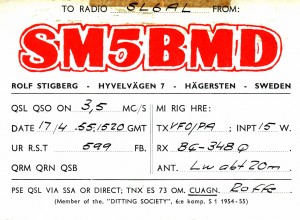 TO RADIO SL6AL FROM:
SM5BMD
ROLF STIGBERG - HYVELVÄGEN 7 - HÄGERSTEN - SWEDEN
QSL QSO ON 3,5 MC/S MI RIG HRE:
DATE 17/4 55.1520 GMT TX VFO/PA ; INPT 15 W.
UR R.S.T 599 FB. RX BC-348Q
QRM QRN QSB ANT. Lw abt 20m
PSE QSL VIA SSA OR DIRECT; TNX ES 73 OM. CUAGN. Roffe
(Member of the, "DITTING SOCIETY", 6:e komp. S 1 1954-55)